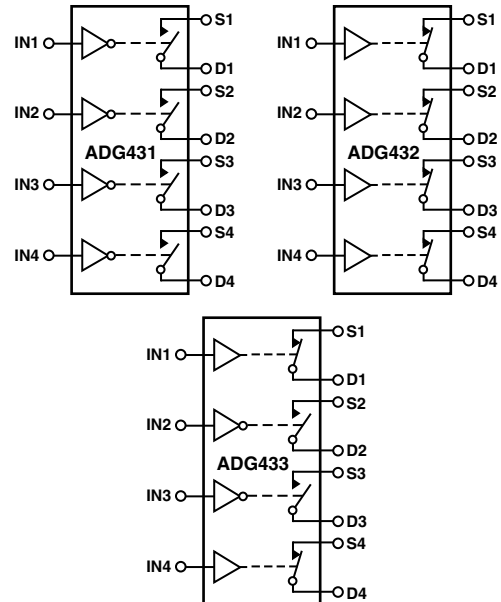 S1
IN1
D1
S2
IN2
D2
ADG431
S3
IN3
D3
S4
IN4
D4
S1
IN1
D1
S2
IN2
D2
ADG432
S3
IN3
D3
S4
IN4
D4
S1
IN1
D1
S2
IN2
D2
ADG433
S3
IN3
D3
S4
IN4
D4